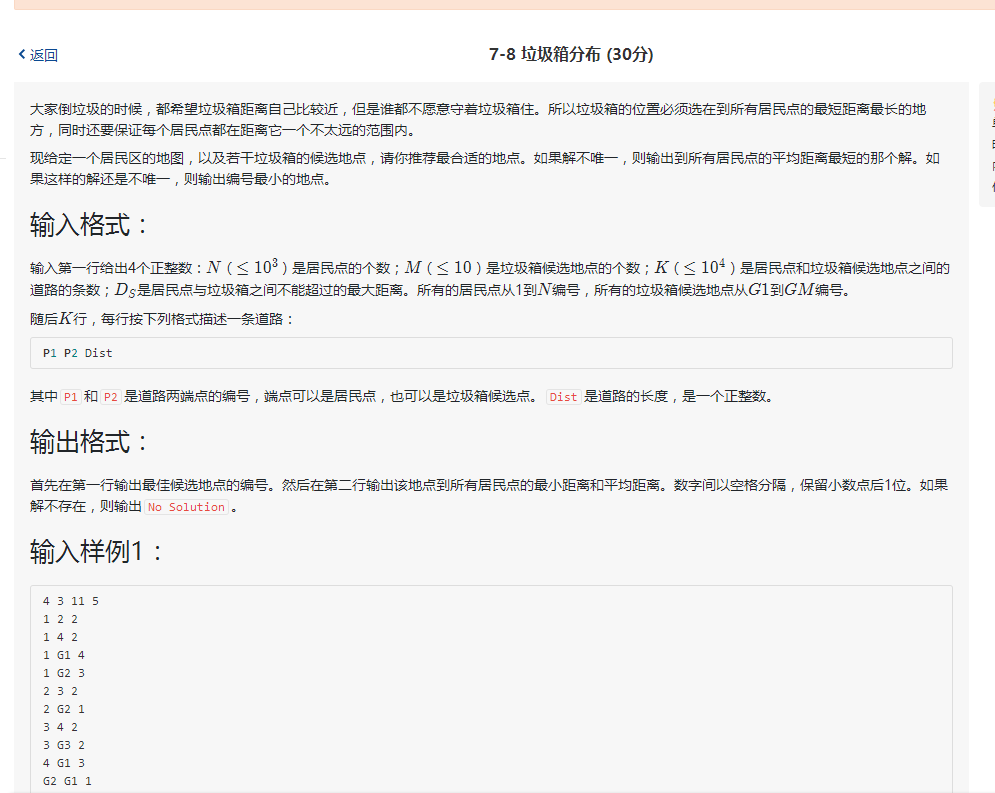 返回
7-8 垃圾箱分布 (30分)
大家倒垃圾的时候，都希望垃圾箱距离自己比较近，但是谁都不愿意守着垃圾箱住。所以垃圾箱的位置必须选在到所有居民点的最短距离最长的地
方，同时还要保证每个居民点都在距离它一个不太远的范围内。
现给定一个居民区的地图，以及若干垃圾箱的候选地点，请你推荐最合适的地点。如果解不唯一，则输出到所有居民点的平均距离最短的那个解。如
果这样的解还是不唯一，则输出编号最小的地点。
输入格式：
输入第一行给出4个正整数：N（≤ 10³）是居民点的个数；M（≤ 10）是垃圾箱候选地点的个数；K（≤ 10⁴）是居民点和垃圾箱候选地点之间的
道路的条数；D_S是居民点与垃圾箱之间不能超过的最大距离。所有的居民点从1到N编号，所有的垃圾箱候选地点从G1到GM编号。
随后K行，每行按下列格式描述一条道路：
P1 P2 Dist
其中 P1 和 P2 是道路两端点的编号，端点可以是居民点，也可以是垃圾箱候选点。 Dist 是道路的长度，是一个正整数。
输出格式：
首先在第一行输出最佳候选地点的编号。然后在第二行输出该地点到所有居民点的最小距离和平均距离。数字间以空格分隔，保留小数点后1位。如果
解不存在，则输出 No Solution 。
输入样例1：
4 3 11 5
1 2 2
1 4 2
1 G1 4
1 G2 3
2 3 2
2 G2 1
3 4 2
3 G3 2
4 G1 3
G2 G1 1